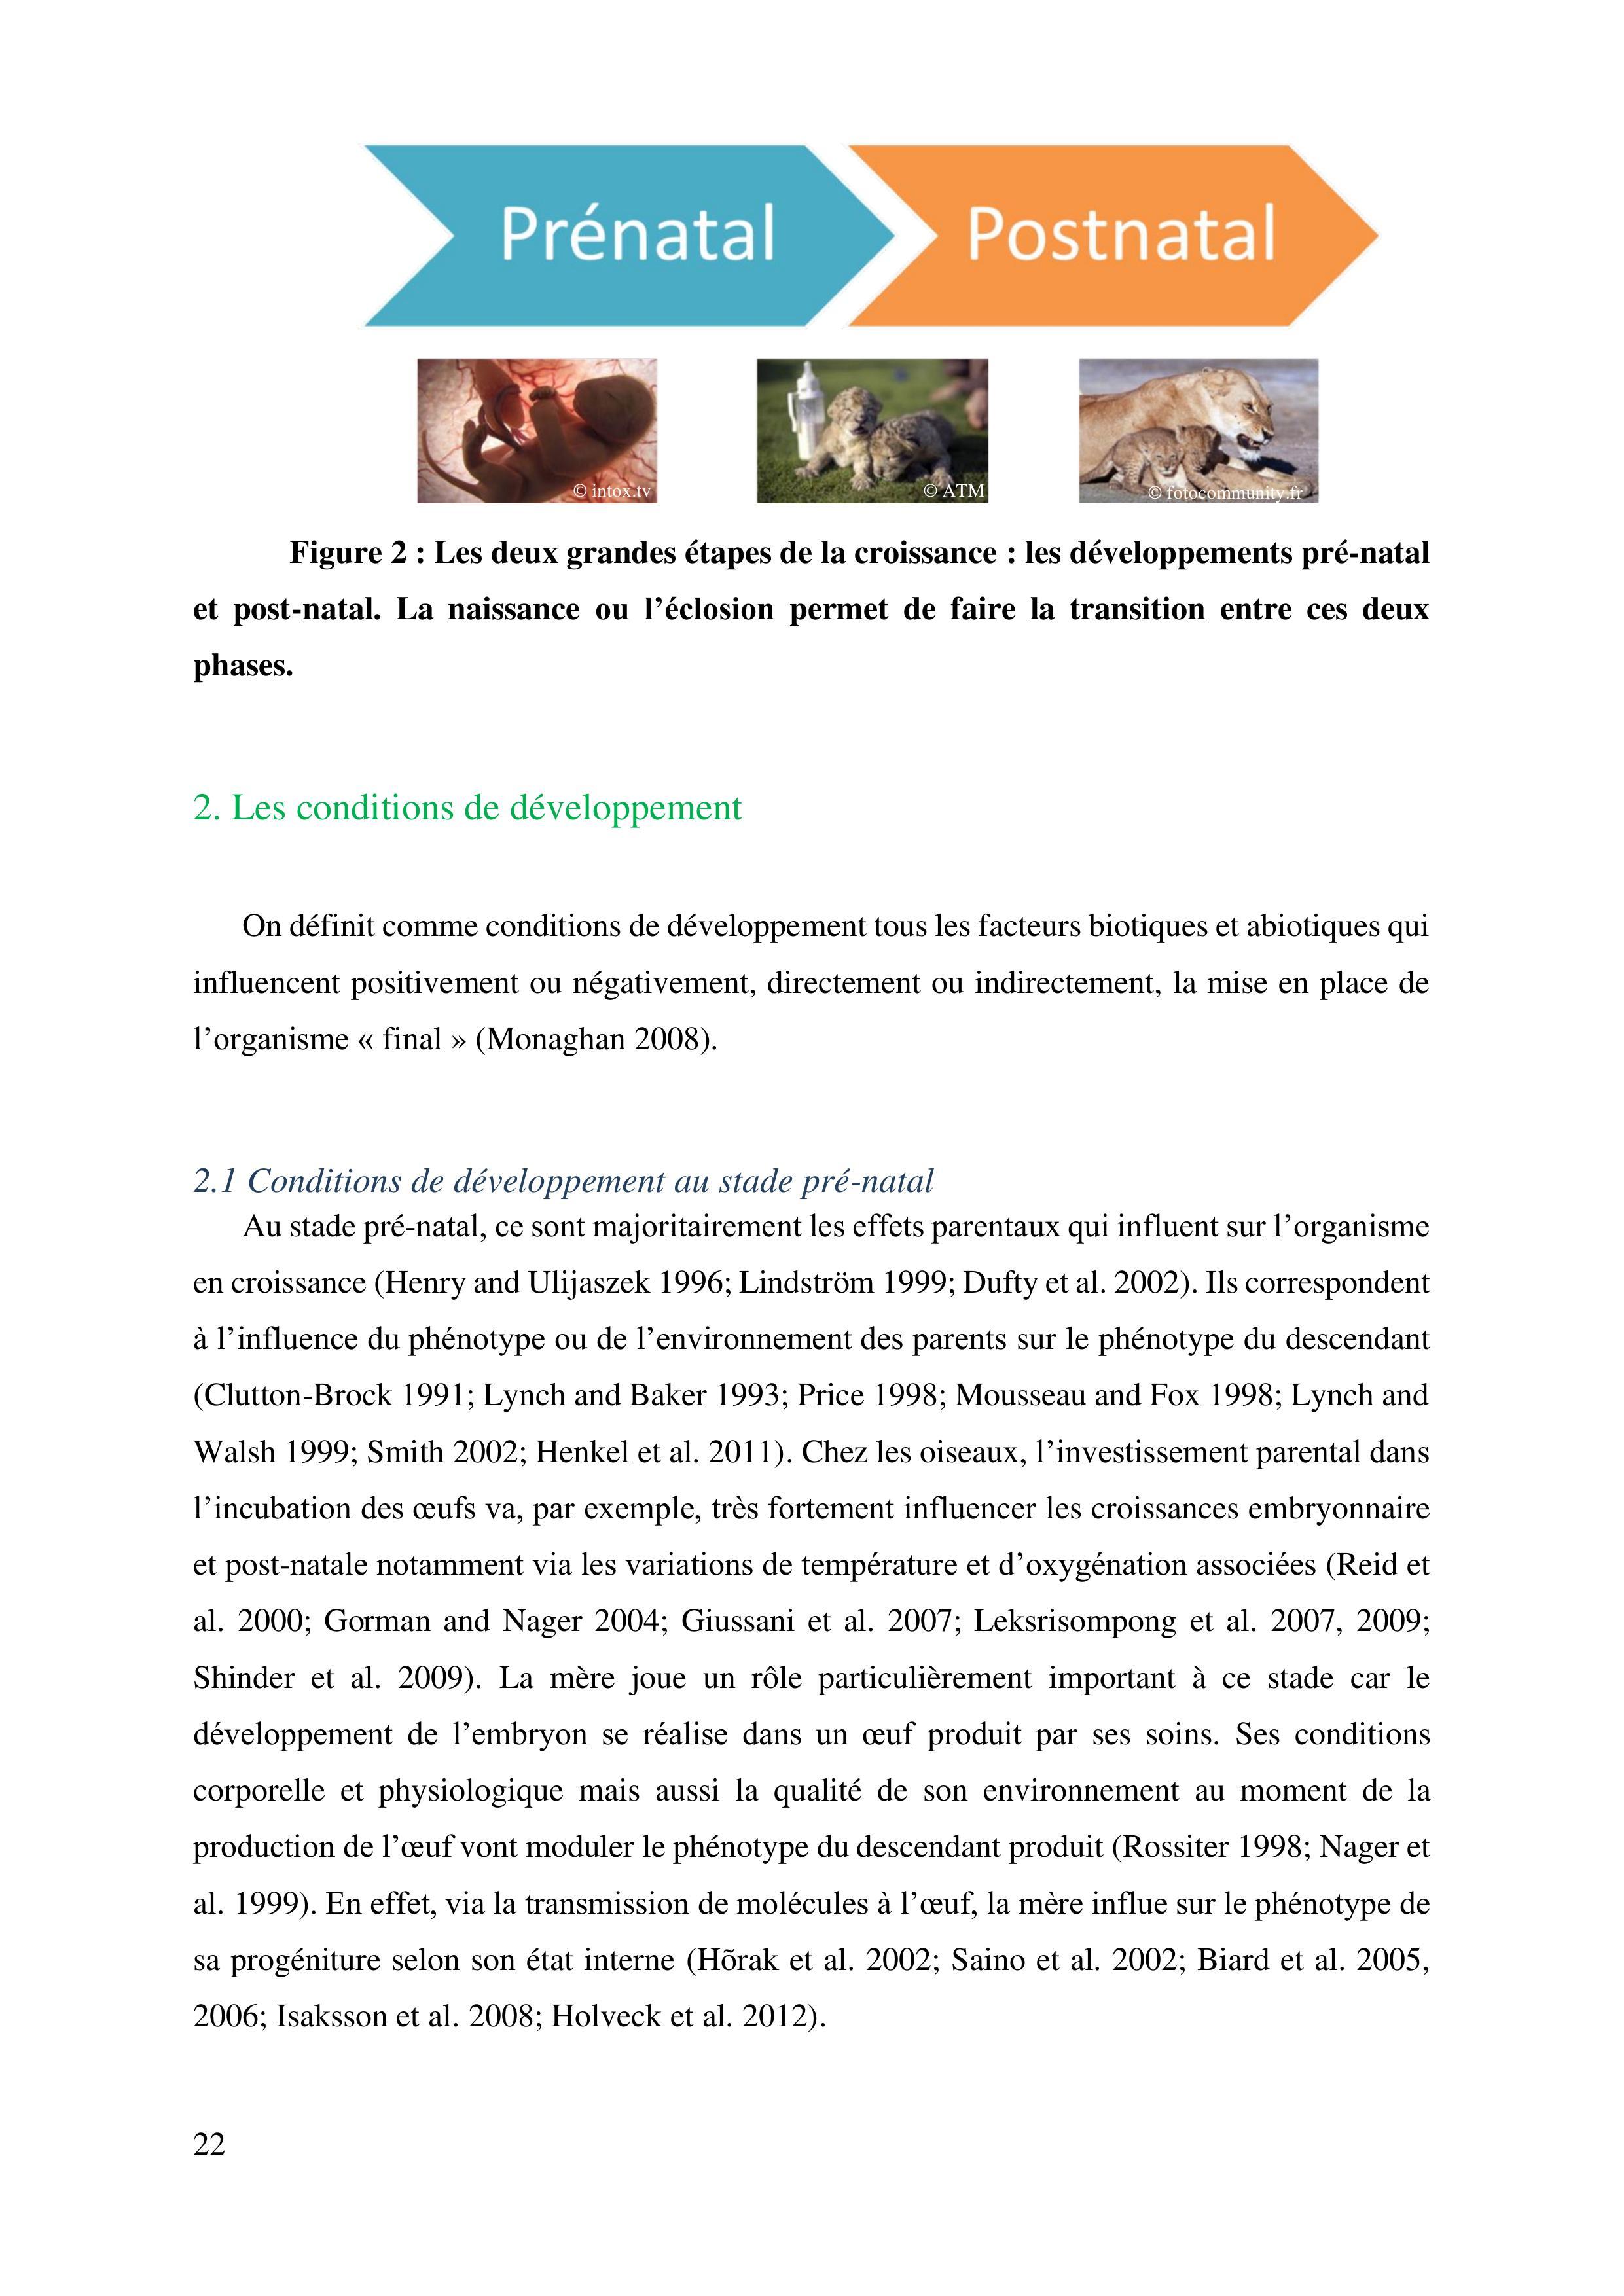 Prénatal
Postnatal
© intox.tv
© ATM
© fotocommunity.fr
Figure 2 : Les deux grandes étapes de la croissance : les développements pré-natal
et post-natal. La naissance ou l’éclosion permet de faire la transition entre ces deux
phases.
2. Les conditions de développement
On définit comme conditions de développement tous les facteurs biotiques et abiotiques qui
influencent positivement ou négativement, directement ou indirectement, la mise en place de
l’organisme « final » (Monaghan 2008).
2.1 Conditions de développement au stade pré-natal
Au stade pré-natal, ce sont majoritairement les effets parentaux qui influent sur l’organisme
en croissance (Henry and Ulijaszek 1996; Lindström 1999; Dufty et al. 2002). Ils correspondent
à l’influence du phénotype ou de l’environnement des parents sur le phénotype du descendant
(Clutton-Brock 1991; Lynch and Baker 1993; Price 1998; Mousseau and Fox 1998; Lynch and
Walsh 1999; Smith 2002; Henkel et al. 2011). Chez les oiseaux, l’investissement parental dans
l’incubation des œufs va, par exemple, très fortement influencer les croissances embryonnaire
et post-natale notamment via les variations de température et d’oxygénation associées (Reid et
al. 2000; Gorman and Nager 2004; Giussani et al. 2007; Leksrisompong et al. 2007, 2009;
Shinder et al. 2009). La mère joue un rôle particulièrement important à ce stade car le
développement de l’embryon se réalise dans un œuf produit par ses soins. Ses conditions
corporelle et physiologique mais aussi la qualité de son environnement au moment de la
production de l’œuf vont moduler le phénotype du descendant produit (Rossiter 1998; Nager et
al. 1999). En effet, via la transmission de molécules à l’œuf, la mère influe sur le phénotype de
sa progéniture selon son état interne (Hõrak et al. 2002; Saino et al. 2002; Biard et al. 2005,
2006; Isaksson et al. 2008; Holveck et al. 2012).
22